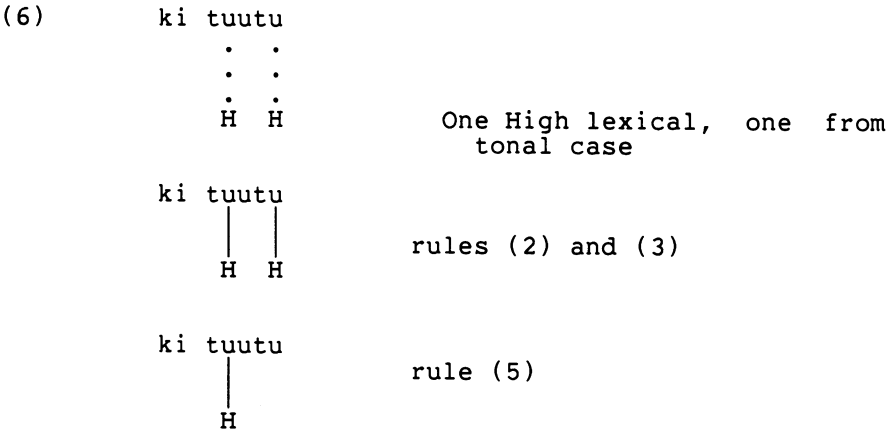 (6) ki tuutu
H H
One High lexical, one from
tonal case
ki tuutu
rules (2) and (3)
H H
ki tuutu
rule (5)
H